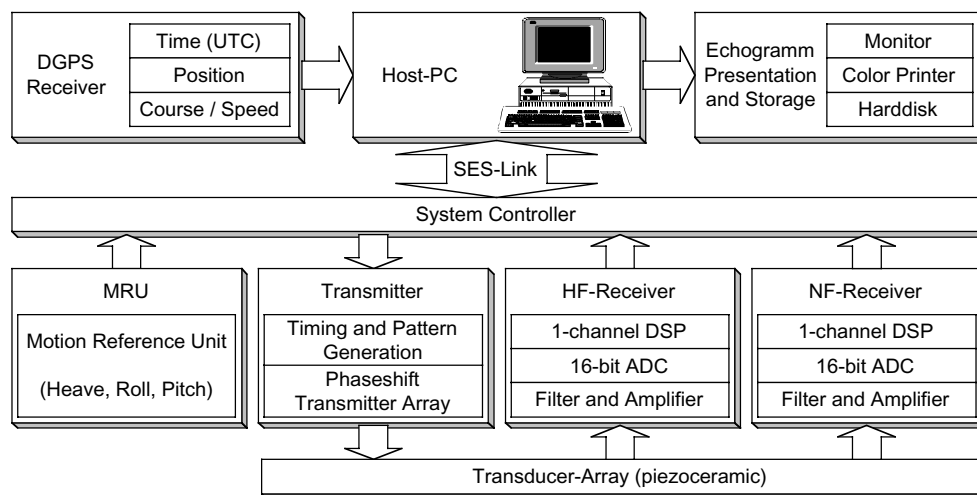 DGPS
Receiver
Time (UTC)
Position
Course / Speed
Host-PC
Echogramm
Presentation
and Storage
Monitor
Color Printer
Harddisk
SES-Link
System Controller
MRU
Motion Reference Unit
(Heave, Roll, Pitch)
Transmitter
Timing and Pattern
Generation
Phaseshift
Transmitter Array
HF-Receiver
1-channel DSP
16-bit ADC
Filter and Amplifier
NF-Receiver
1-channel DSP
16-bit ADC
Filter and Amplifier
Transducer-Array (piezoceramic)